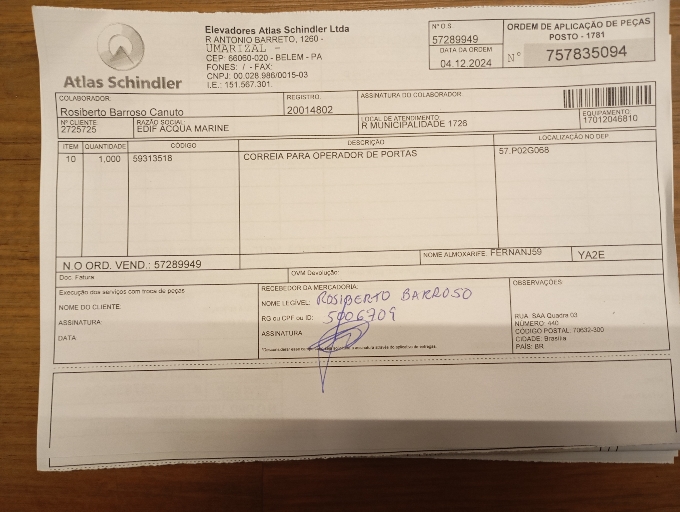 Elevadores Atlas Schindler Ltda
R ANTONIO BARRETO, 1260 -
UMARIZAL -
CEP: 66060-020 - BELEM - PA
FONES: / - FAX:
CNPJ: 00.028.986/0015-03
I.E.: 151.567.301.
Atlas Schindler
Nº O.S.
57289949
DATA DA ORDEM
04.12.2024
ORDEM DE APLICAÇÃO DE PEÇAS
POSTO - 1781
Nº 757835094
COLABORADOR:
Rosiberto Barroso Canuto
REGISTRO:
20014802
ASSINATURA DO COLABORADOR
Nº CLIENTE:
2725725
RAZÃO SOCIAL:
EDIF ACQUA MARINE
LOCAL DE ATENDIMENTO:
R MUNICIPALIDADE 1726
EQUIPAMENTO:
17012046810
ITEM QUANTIDADE CÓDIGO DESCRIÇÃO LOCALIZAÇÃO NO DEP
10 1,000 59313518 CORREIA PARA OPERADOR DE PORTAS 57.P02G068
N O ORD. VEND.: 57289949
NOME ALMOXARIFE: FERNANJ59 YA2E
Doc. Fatura:
OVM Devolução:
Execução dos serviços com troca de peças
NOME DO CLIENTE:
ASSINATURA:
DATA
RECEBEDOR DA MERCADORIA:
NOME LEGÍVEL: ROSIBERTO BARROSO
RG ou CPF ou ID: 5006709
ASSINATURA
OBSERVAÇÕES:
RUA: SAA Quadra 03
NÚMERO: 440
CÓDIGO POSTAL: 70632-300
CIDADE: Brasília
PAÍS: BR